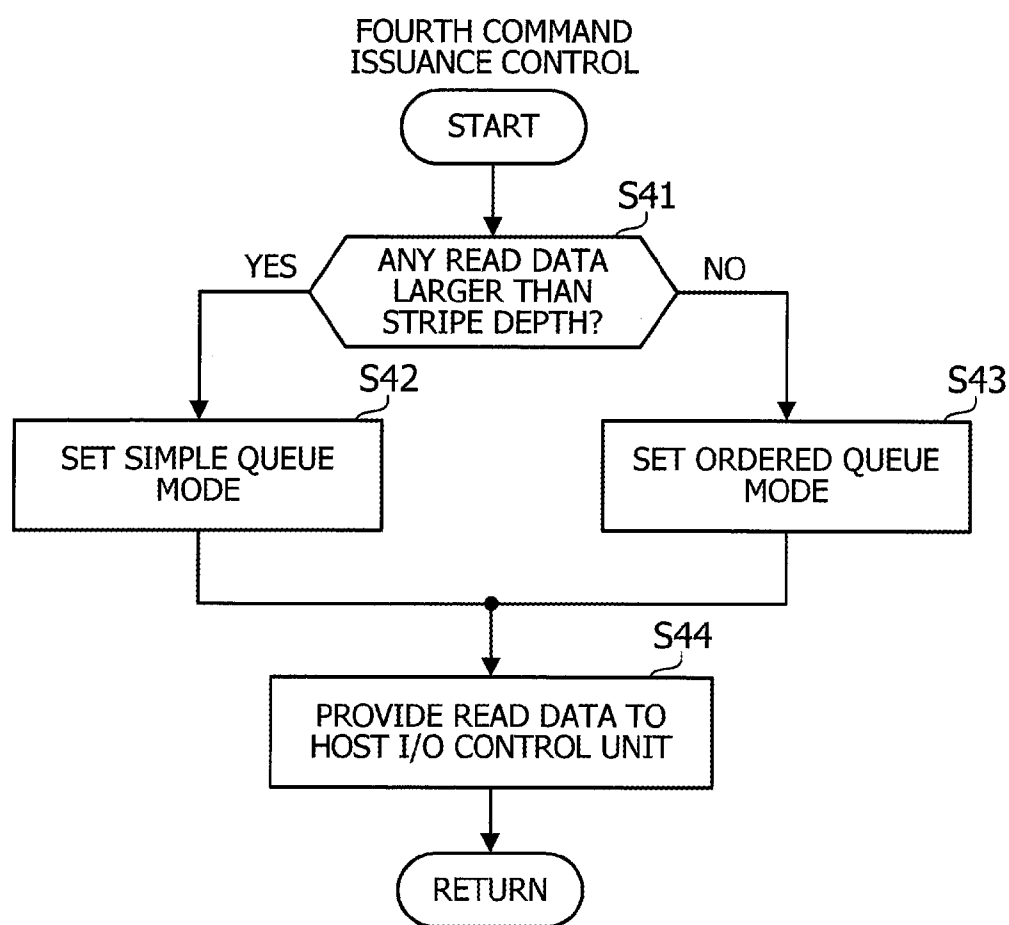 FOURTH COMMAND
ISSUANCE CONTROL
START
S41
YES
ANY READ DATA
LARGER THAN
STRIPE DEPTH?
NO
S42
SET SIMPLE QUEUE
MODE
S43
SET ORDERED QUEUE
MODE
S44
PROVIDE READ DATA TO
HOST I/O CONTROL UNIT
RETURN